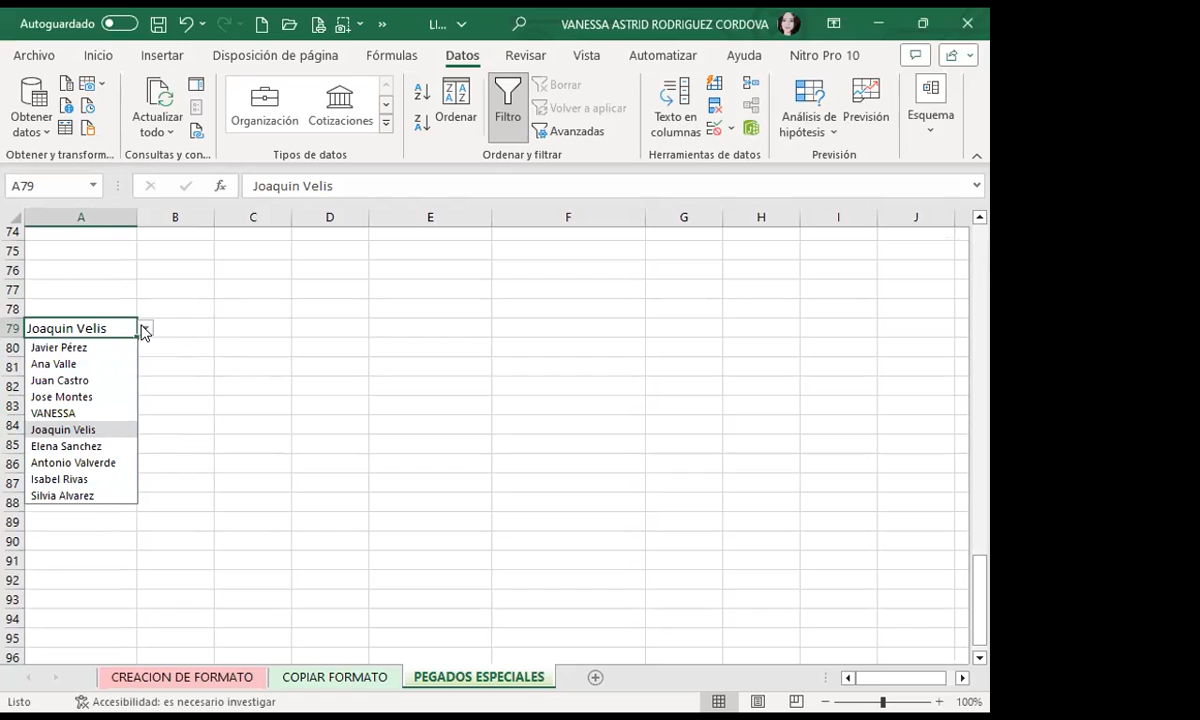 Autoguardado
LI...
VANESSA ASTRID RODRIGUEZ CORDOVA
Archivo Inicio Insertar Disposición de página Fórmulas Datos Revisar Vista Automatizar Ayuda Nitro Pro 10
Obtener datos
Actualizar todo
Organización Cotizaciones
Ordenar
Filtro
Borrar
Volver a aplicar
Avanzadas
Texto en columnas
Análisis de hipótesis
Previsión
Esquema
Obtener y transform... Consultas y con... Tipos de datos Ordenar y filtrar Herramientas de datos Previsión
A79 fx Joaquin Velis
A B C D E F G H I J
74
75
76
77
78
79 Joaquin Velis
80 Javier Pérez
81 Ana Valle
82 Juan Castro
Jose Montes
83 VANESSA
84 Joaquin Velis
85 Elena Sanchez
86 Antonio Valverde
87 Isabel Rivas
88 Silvia Alvarez
89
90
91
92
93
94
95
96
CREACION DE FORMATO COPIAR FORMATO PEGADOS ESPECIALES
Listo Accesibilidad: es necesario investigar 100%